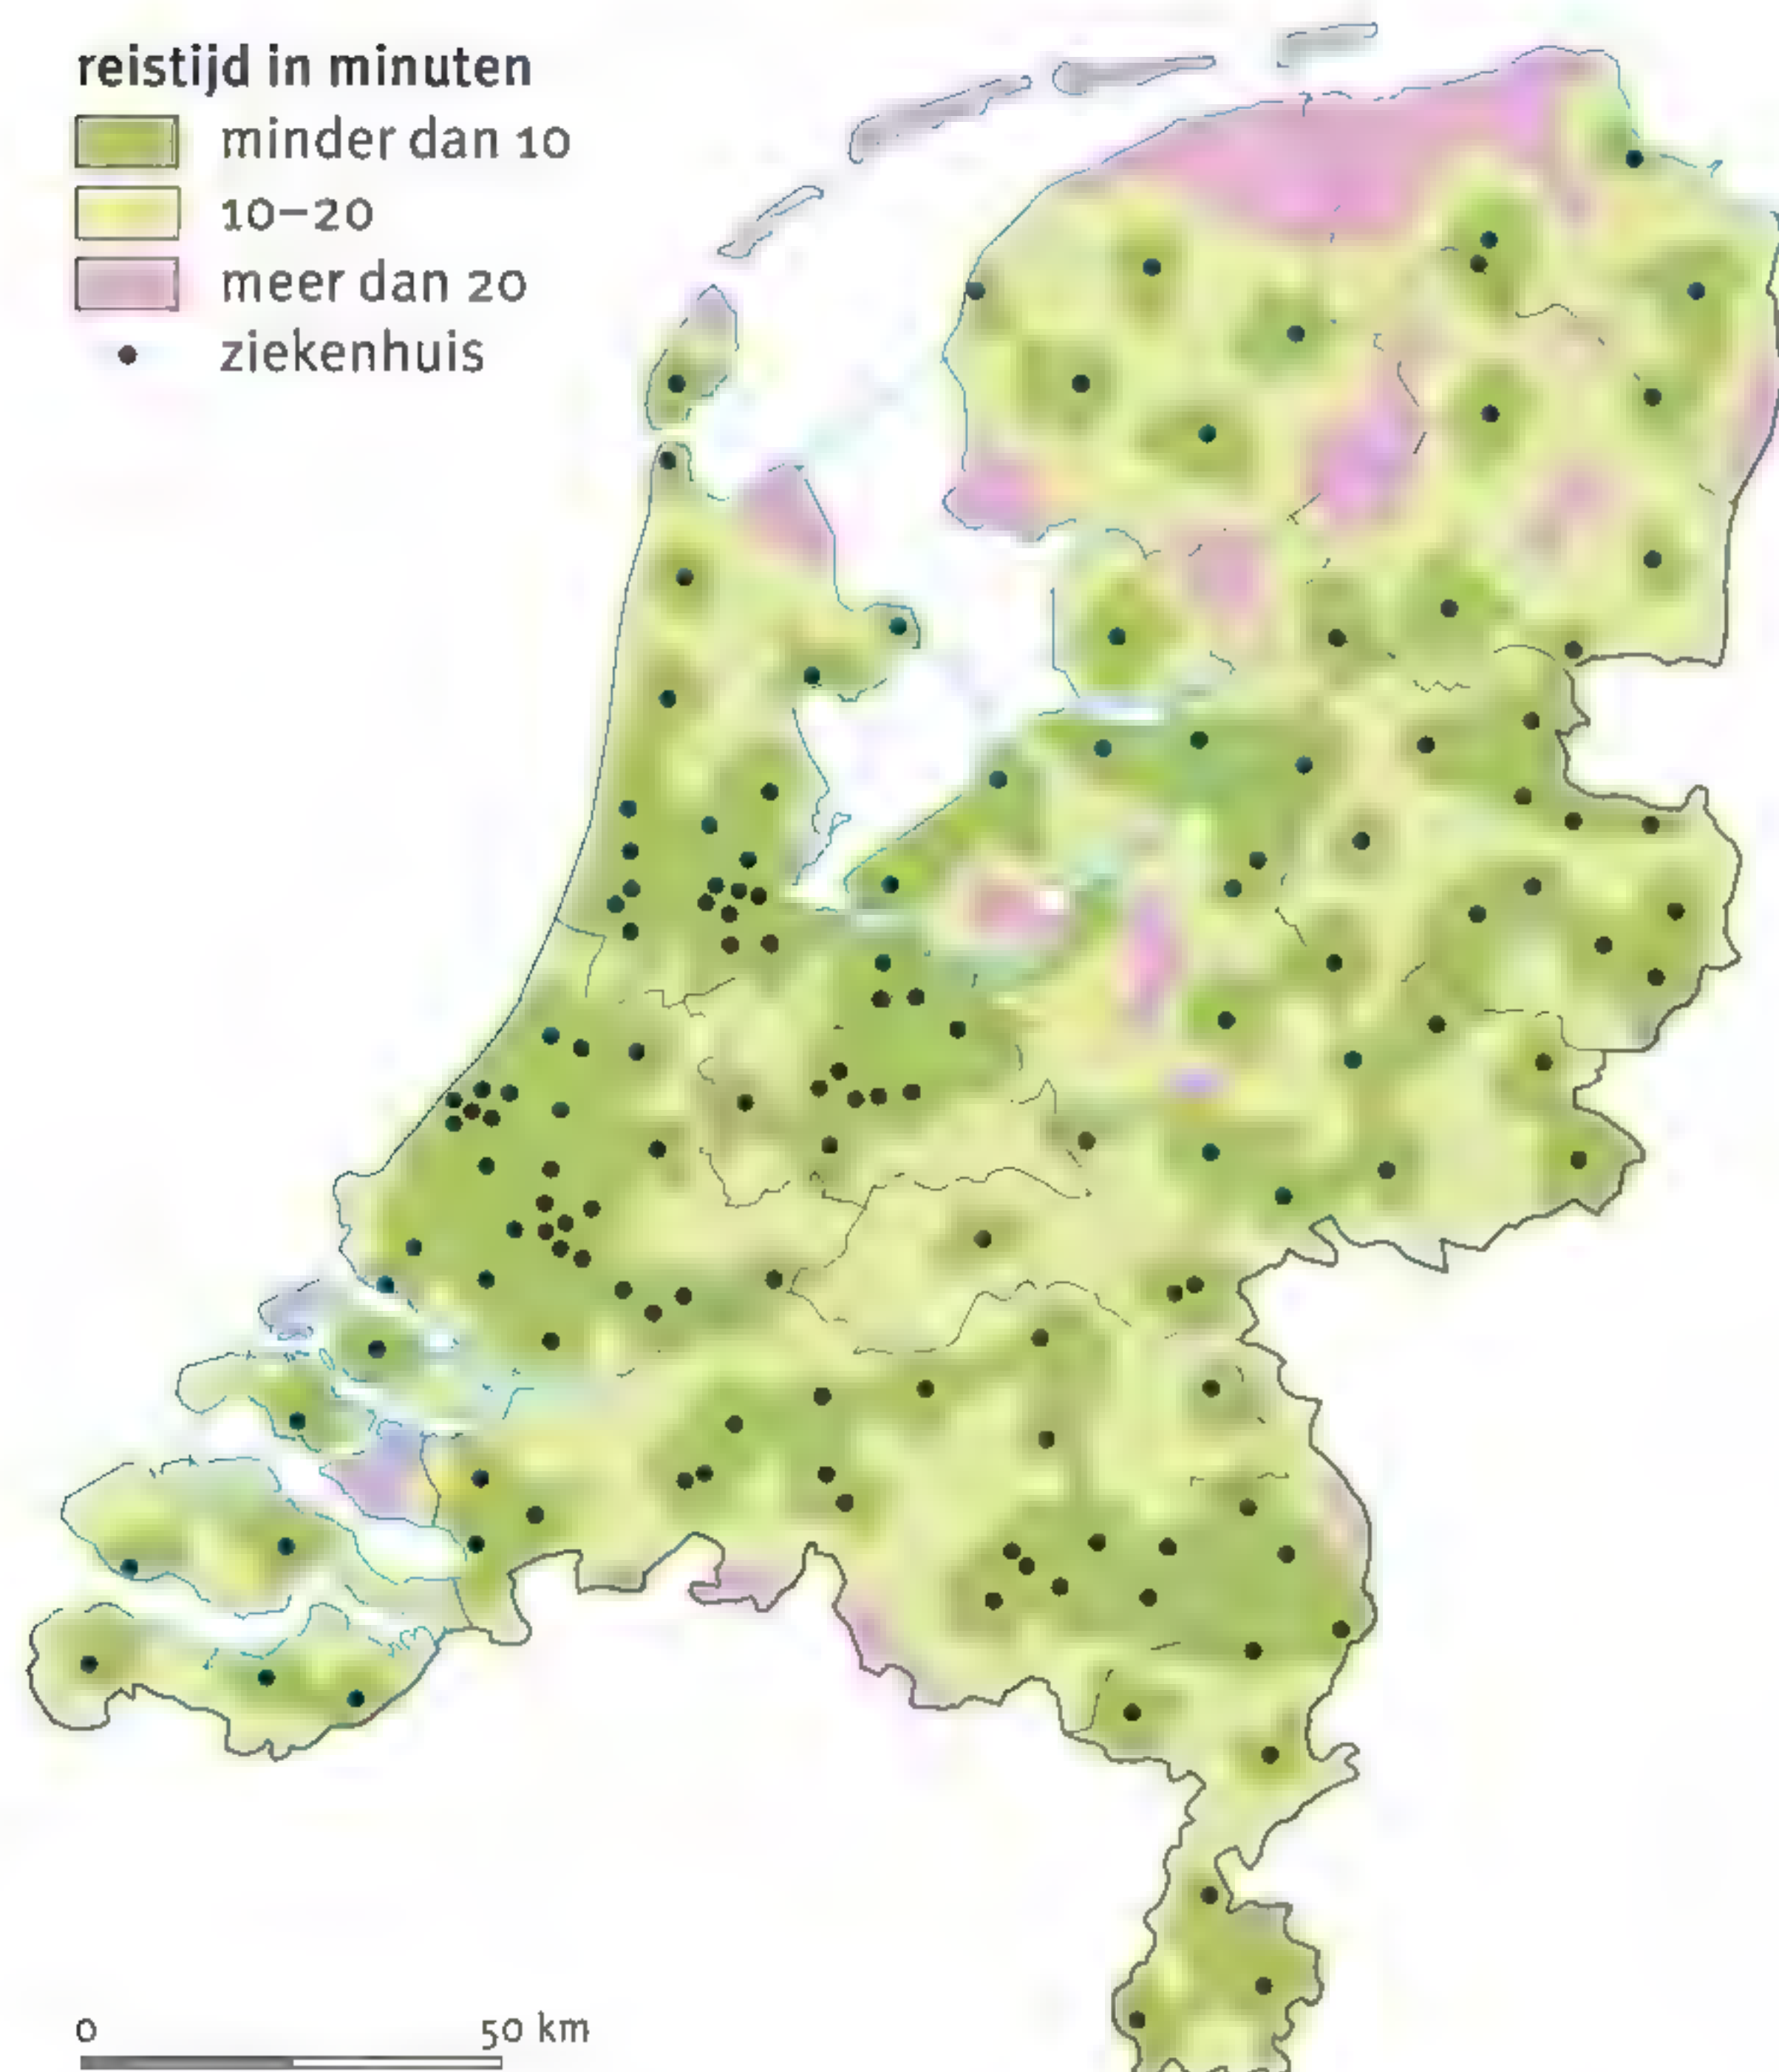 reistijd in minuten
minder dan 10
10–20
meer dan 20
ziekenhuis
0 50 km